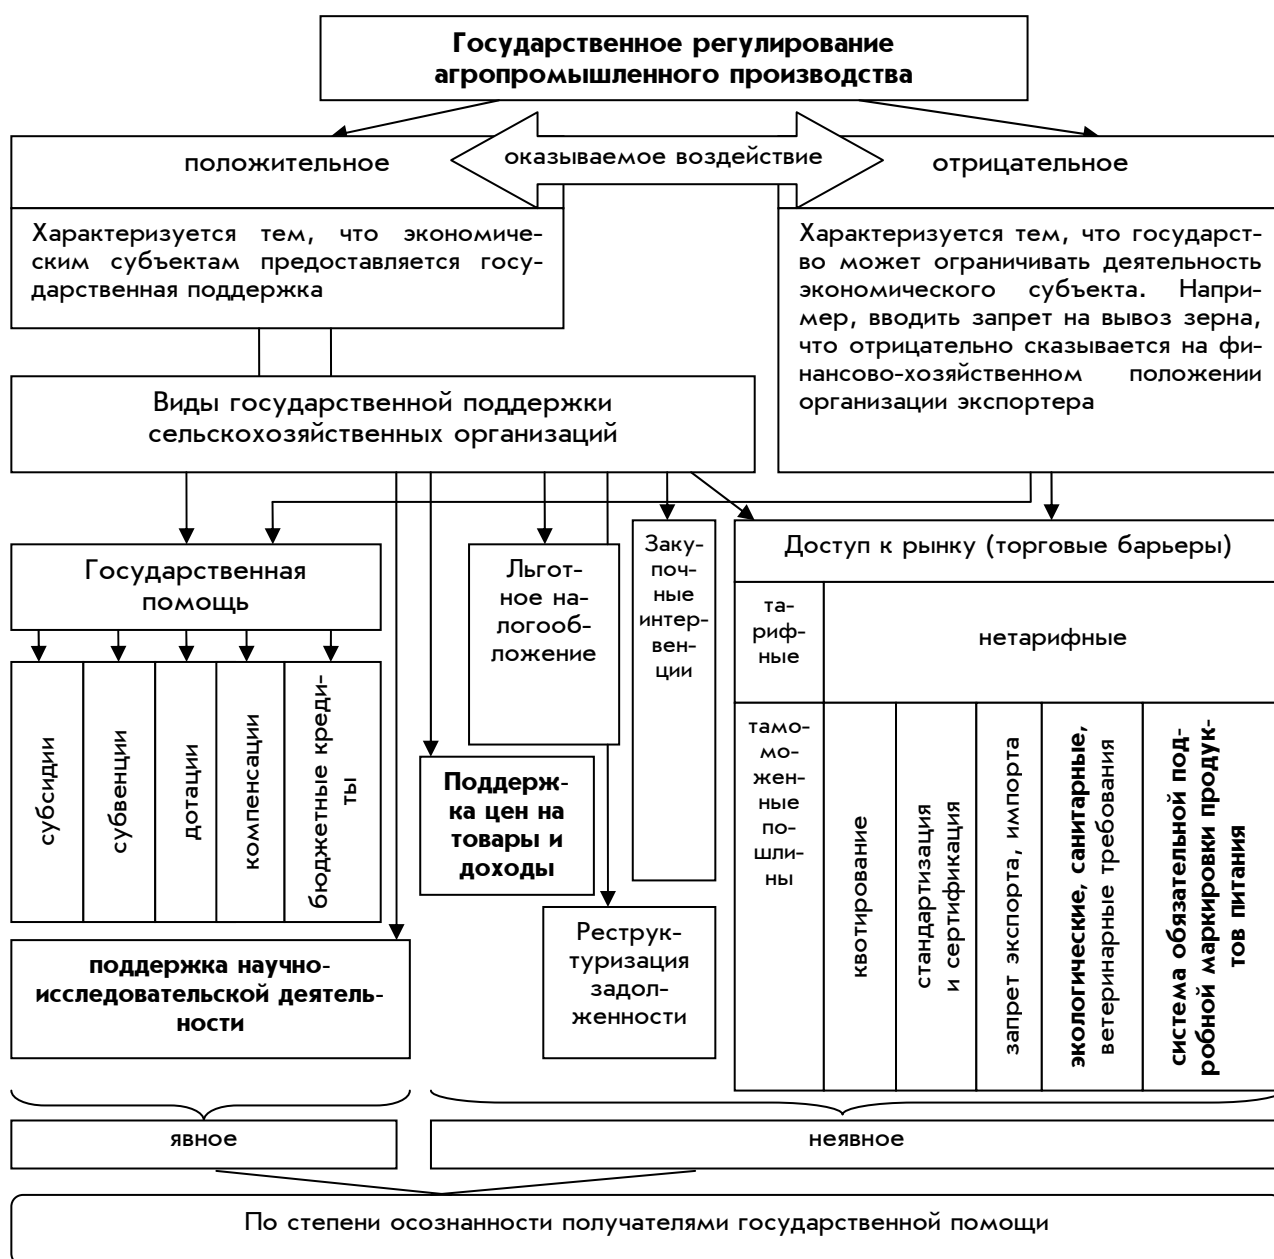 Государственное регулирование
агропромышленного производства
положительное
оказываемое воздействие
отрицательное
Характеризуется тем, что экономиче-
ским субъектам предоставляется госу-
дарственная поддержка
Характеризуется тем, что государст-
во может ограничивать деятельность
экономического субъекта. Напри-
мер, вводить запрет на вывоз зерна,
что отрицательно сказывается на фи-
нансово-хозяйственном положении
организации экспортера
Виды государственной поддержки
сельскохозяйственных организаций
Государственная
помощь
субсидии
субвенции
дотации
компенсации
бюджетные креди-
ты
поддержка научно-
исследовательской деятель-
ности
Поддерж-
ка цен на
товары и
доходы
Льгот-
ное на-
логооб-
ложение
Реструк-
туризация
задол-
женности
Заку-
поч-
ные
интер-
вен-
ции
Доступ к рынку (торговые барьеры)
та-
риф-
ные
нетарифные
тамо-
мо-
жен-
ные
по-
шли-
ны
квотирование
стандартизация
и сертификация
запрет экспорта, импорта
экологические, санитарные,
ветеринарные требования
система обязательной под-
робной маркировки продук-
тов питания
явное
неявное
По степени осознанности получателями государственной помощи